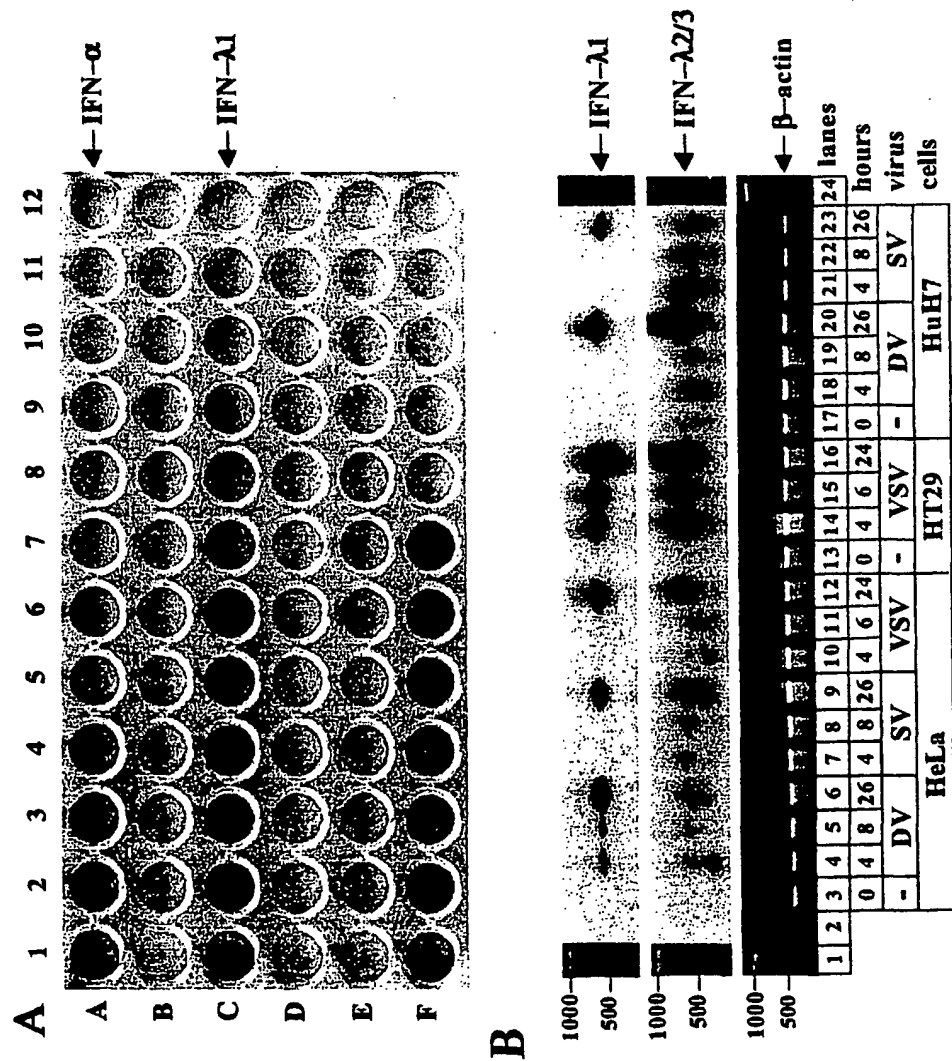 A
1 2 3 4 5 6 7 8 9 10 11 12
A ←IFN-α
B
C ←IFN-λ1
D
E
F
B
1000
500
←IFN-λ1
1000
500
←IFN-λ2/3
1000
500
←β-actin
1 2 3 4 5 6 7 8 9 10 11 12 13 14 15 16 17 18 19 20 21 22 23 24 lanes
0 4 8 26 4 8 26 4 6 24 0 4 6 24 0 4 8 26 4 8 26 hours
- DV SV VSV - VSV - DV SV virus
HeLa HT29 HuH7 cells